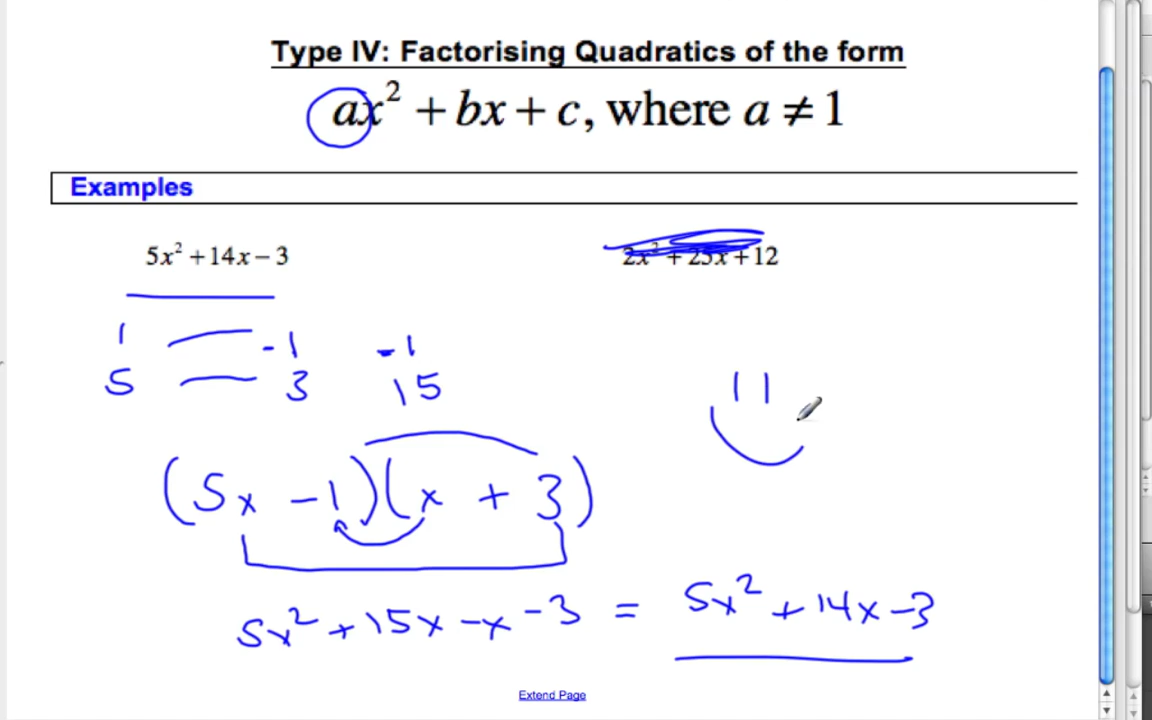 Type IV: Factorising Quadratics of the form
ax² + bx + c, where a ≠ 1
Examples
5x² + 14x − 3
2x² + 25x + 12
1 -1 -1
5 3 15
(5x - 1)(x + 3)
5x² + 15x - x - 3 = 5x² + 14x - 3
Extend Page